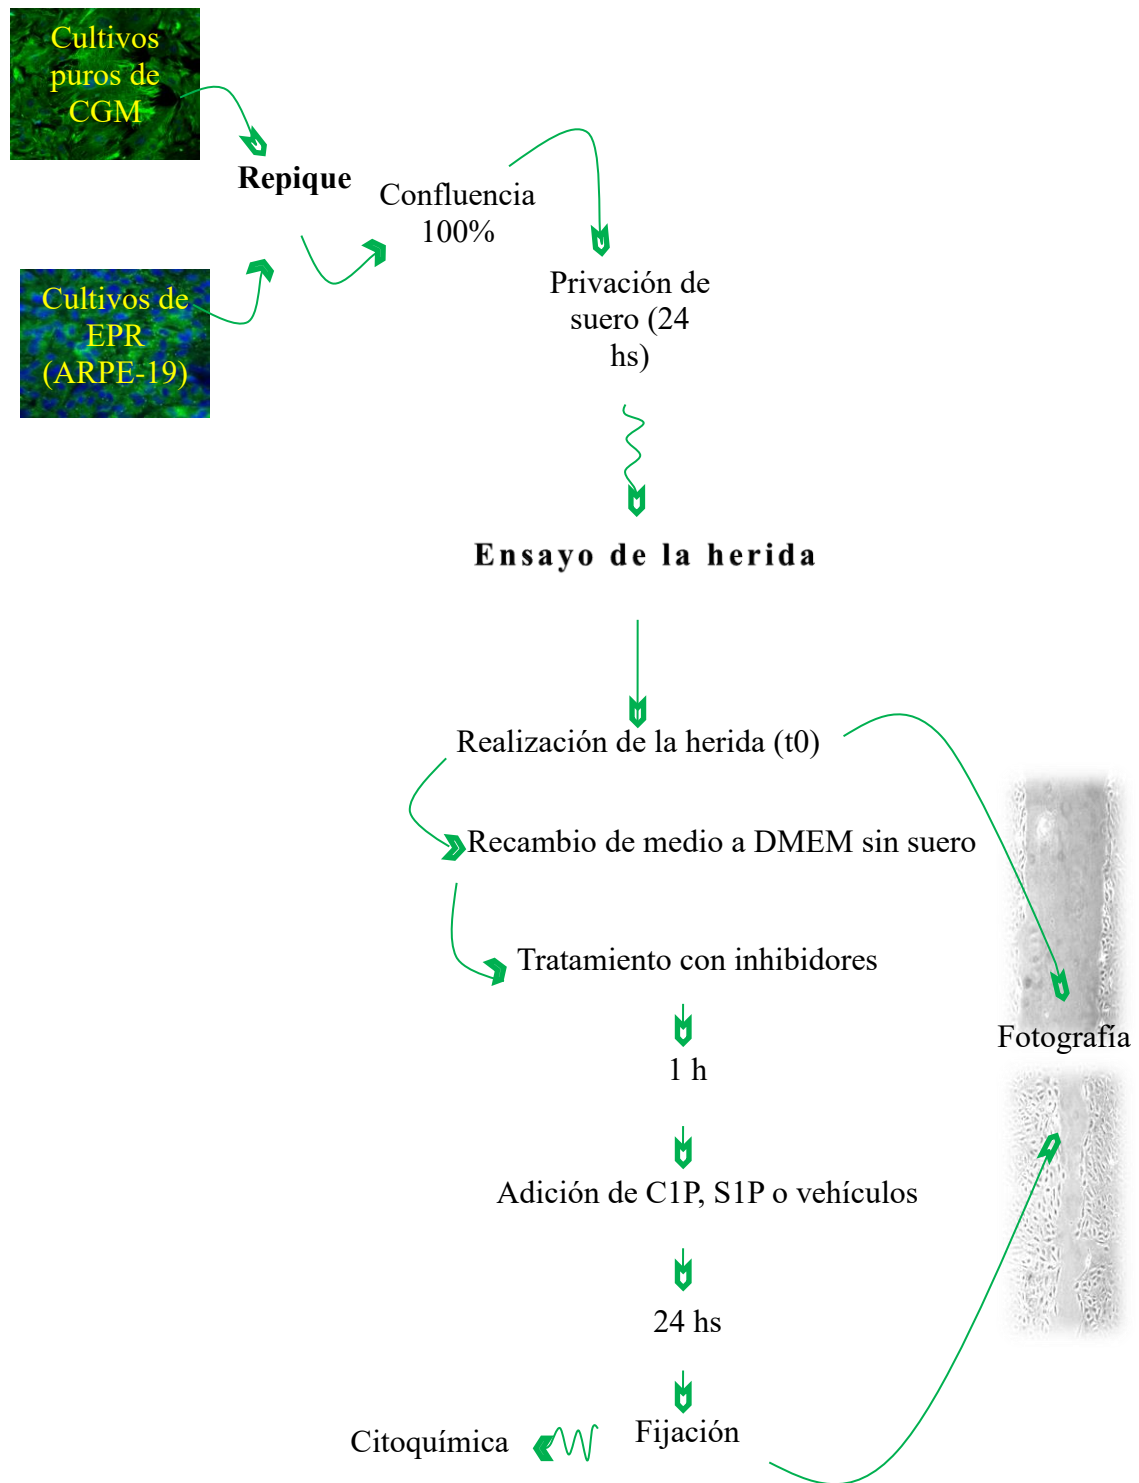 Cultivos
puros de
CGM
Repique
Confluencia
100%
Cultivos de
EPR
(ARPE-19)
Privación de
suero (24
hs)
Ensayo de la herida
Realización de la herida (t0)
Recambio de medio a DMEM sin suero
Tratamiento con inhibidores
1 h
Fotografía
Adición de C1P, S1P o vehículos
24 hs
Fijación
Citoquímica